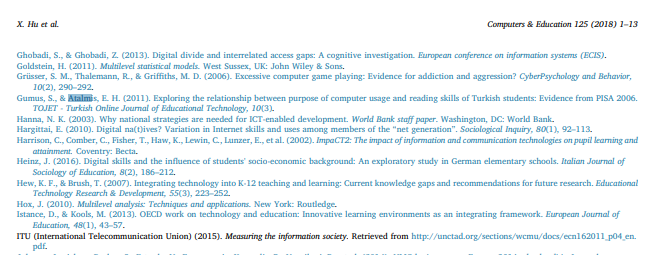 X. Hu et al.
Computers & Education 125 (2018) 1–13
Ghobadi, S., & Ghobadi, Z. (2013). Digital divide and interrelated access gaps: A cognitive investigation. European conference on information systems (ECIS).
Goldstein, H. (2011). Multilevel statistical models. West Sussex, UK: John Wiley & Sons.
Grüsser, S. M., Thalemann, R., & Griffiths, M. D. (2006). Excessive computer game playing: Evidence for addiction and aggression? CyberPsychology and Behavior,
10(2), 290–292.
Gumus, S., & Atalmis, E. H. (2011). Exploring the relationship between purpose of computer usage and reading skills of Turkish students: Evidence from PISA 2006.
TOJET - Turkish Online Journal of Educational Technology, 10(3).
Hanna, N. K. (2003). Why national strategies are needed for ICT-enabled development. World Bank staff paper. Washington, DC: World Bank.
Hargittai, E. (2010). Digital na(t)ives? Variation in Internet skills and uses among members of the “net generation”. Sociological Inquiry, 80(1), 92–113.
Harrison, C., Comber, C., Fisher, T., Haw, K., Lewin, C., Lunzer, E., et al. (2002). ImpaCT2: The impact of information and communication technologies on pupil learning and
attainment. Coventry: Becta.
Heinz, J. (2016). Digital skills and the influence of students' socio-economic background: An exploratory study in German elementary schools. Italian Journal of
Sociology of Education, 8(2), 186–212.
Hew, K. F., & Brush, T. (2007). Integrating technology into K-12 teaching and learning: Current knowledge gaps and recommendations for future research. Educational
Technology Research & Development, 55(3), 223–252.
Hox, J. (2010). Multilevel analysis: Techniques and applications. New York: Routledge.
Istance, D., & Kools, M. (2013). OECD work on technology and education: Innovative learning environments as an integrating framework. European Journal of
Education, 48(1), 43–57.
ITU (International Telecommunication Union) (2015). Measuring the information society. Retrieved from http://unctad.org/sections/wcmu/docs/ecn162011_p04_en.
pdf.